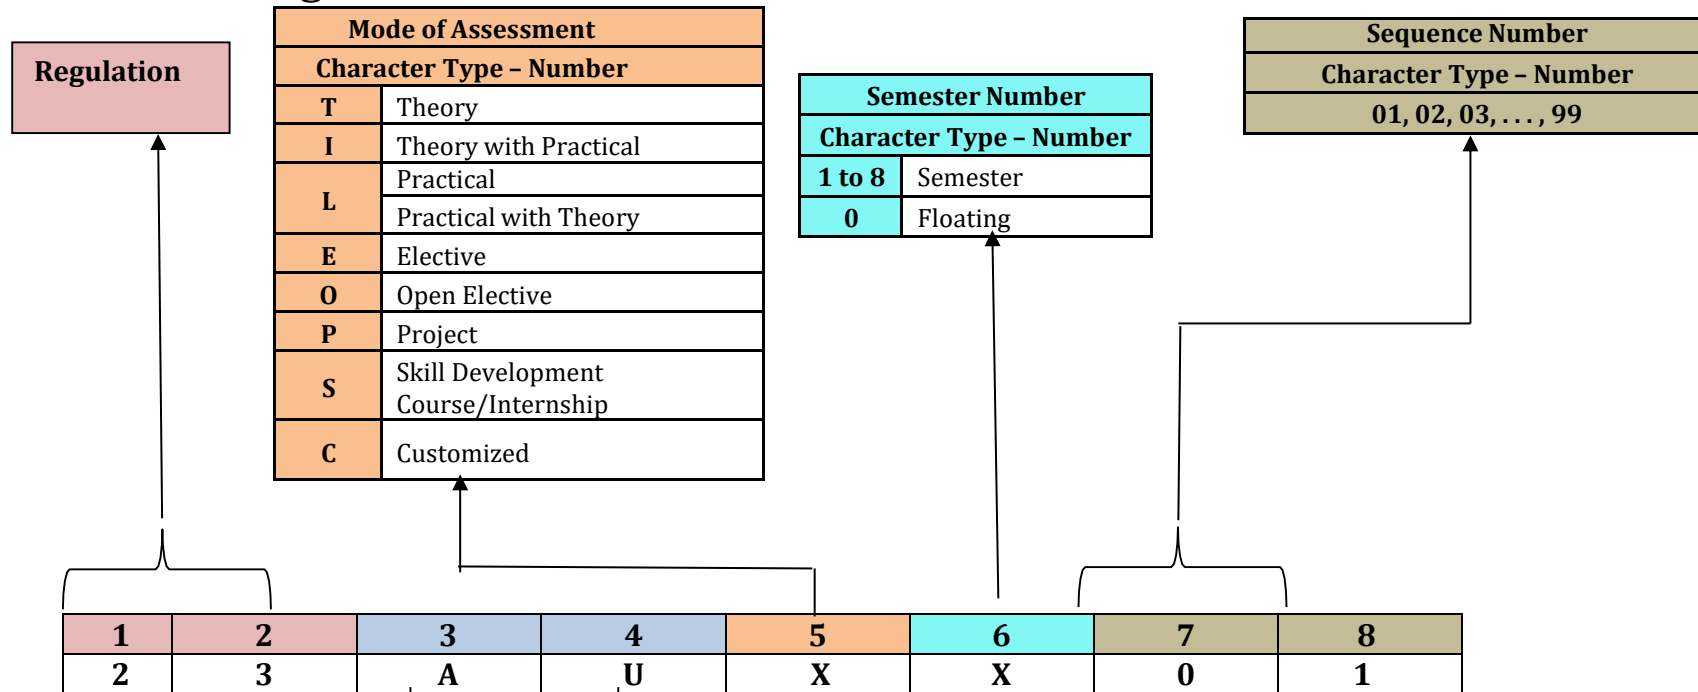 Regulation
Mode of Assessment
Character Type – Number
T Theory
I Theory with Practical
L Practical
Practical with Theory
E Elective
O Open Elective
P Project
S Skill Development
Course/Internship
C Customized
Semester Number
Character Type – Number
1 to 8 Semester
0 Floating
Sequence Number
Character Type – Number
01, 02, 03, . . . , 99
1 2 3 4 5 6 7 8
2 3 A U X X 0 1